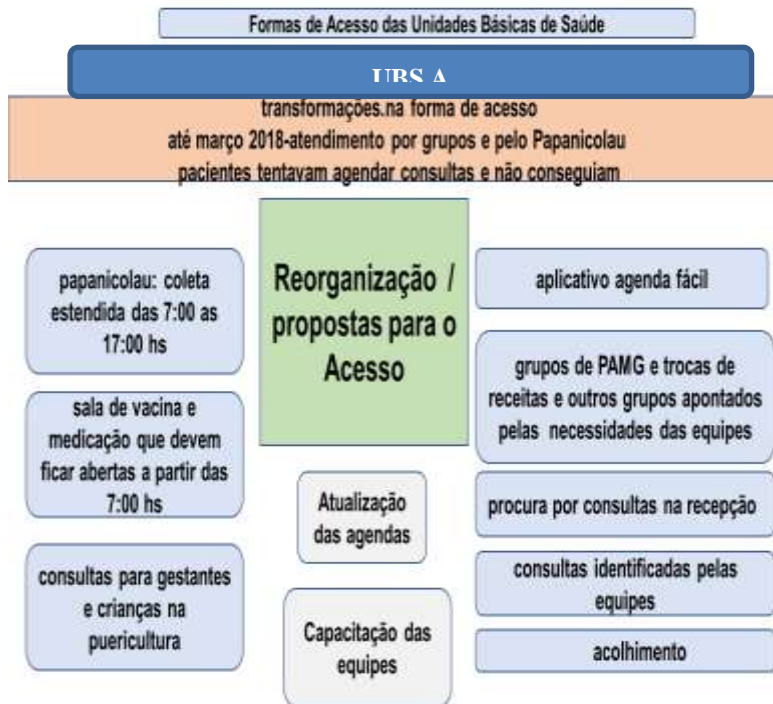 Formas de Acesso das Unidades Básicas de Saúde
UBS A
transformações.na forma de acesso
até março 2018-atendimento por grupos e pelo Papanicolau
pacientes tentavam agendar consultas e não conseguiam
Reorganização /
propostas para o
Acesso
papanicolau: coleta
estendida das 7:00 as
17:00 hs
sala de vacina e
medicação que devem
ficar abertas a partir das
7:00 hs
consultas para gestantes
e crianças na
puericultura
Atualização
das agendas
Capacitação das
equipes
aplicativo agenda fácil
grupos de PAMG e trocas de
receitas e outros grupos apontados
pelas necessidades das equipes
procura por consultas na recepção
consultas identificadas pelas
equipes
acolhimento